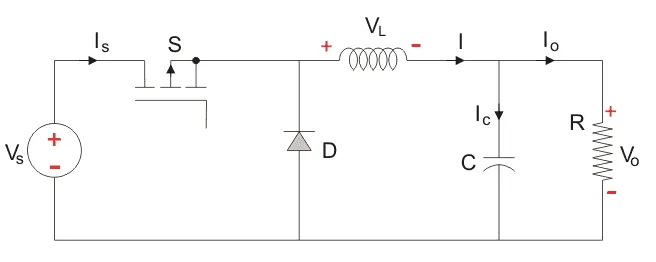 Is S + VL - I Io
+ - Vs D Ic C R + Vo -